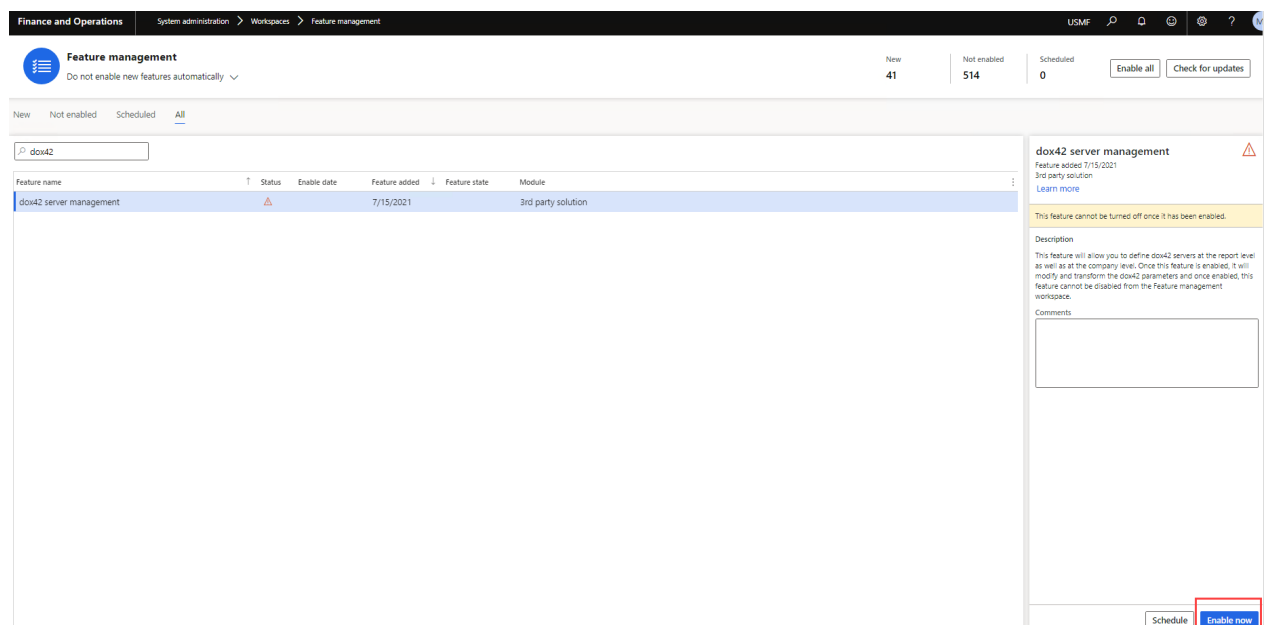 Finance and Operations System administration > Workspaces > Feature management USMF ? M
Feature management
Do not enable new features automatically
New
41
Not enabled
514
Scheduled
0
Enable all
Check for updates
New Not enabled Scheduled All
dox42
Feature name ↑ Status Enable date Feature added ↓ Feature state Module
dox42 server management 7/15/2021 3rd party solution
dox42 server management
Feature added 7/15/2021
3rd party solution
Learn more
This feature cannot be turned off once it has been enabled.
Description
This feature will allow you to define dox42 servers at the report level
as well as at the company level. Once this feature is enabled, it will
modify and transform the dox42 parameters and once enabled, this
feature cannot be disabled from the Feature management
workspace.
Comments
Schedule Enable now